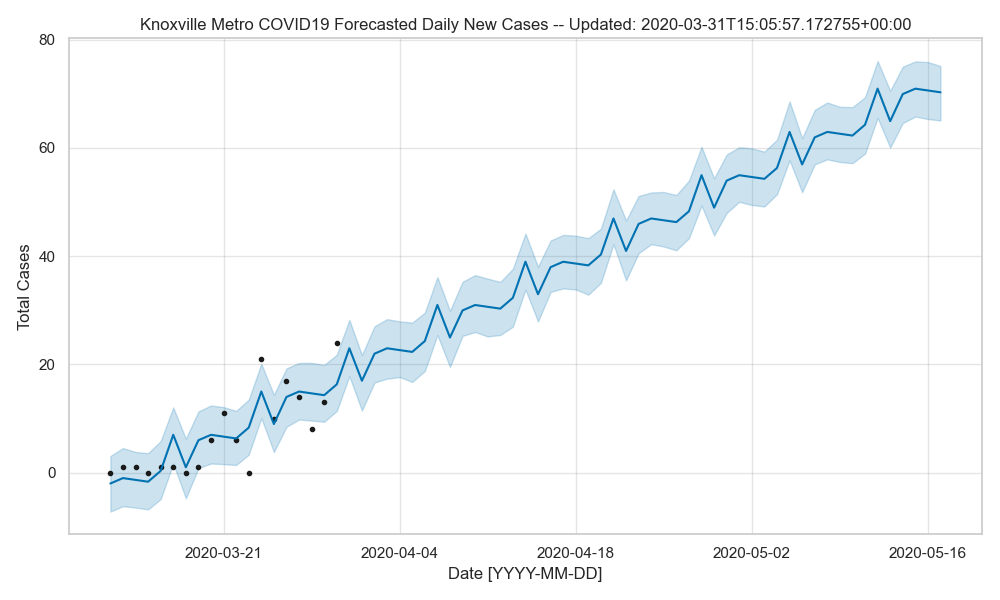 Knoxville Metro COVID19 Forecasted Daily New Cases -- Updated: 2020-03-31T15:05:57.172755+00:00
80
60
40
20
0
Total Cases
2020-03-21 2020-04-04 2020-04-18 2020-05-02 2020-05-16
Date [YYYY-MM-DD]